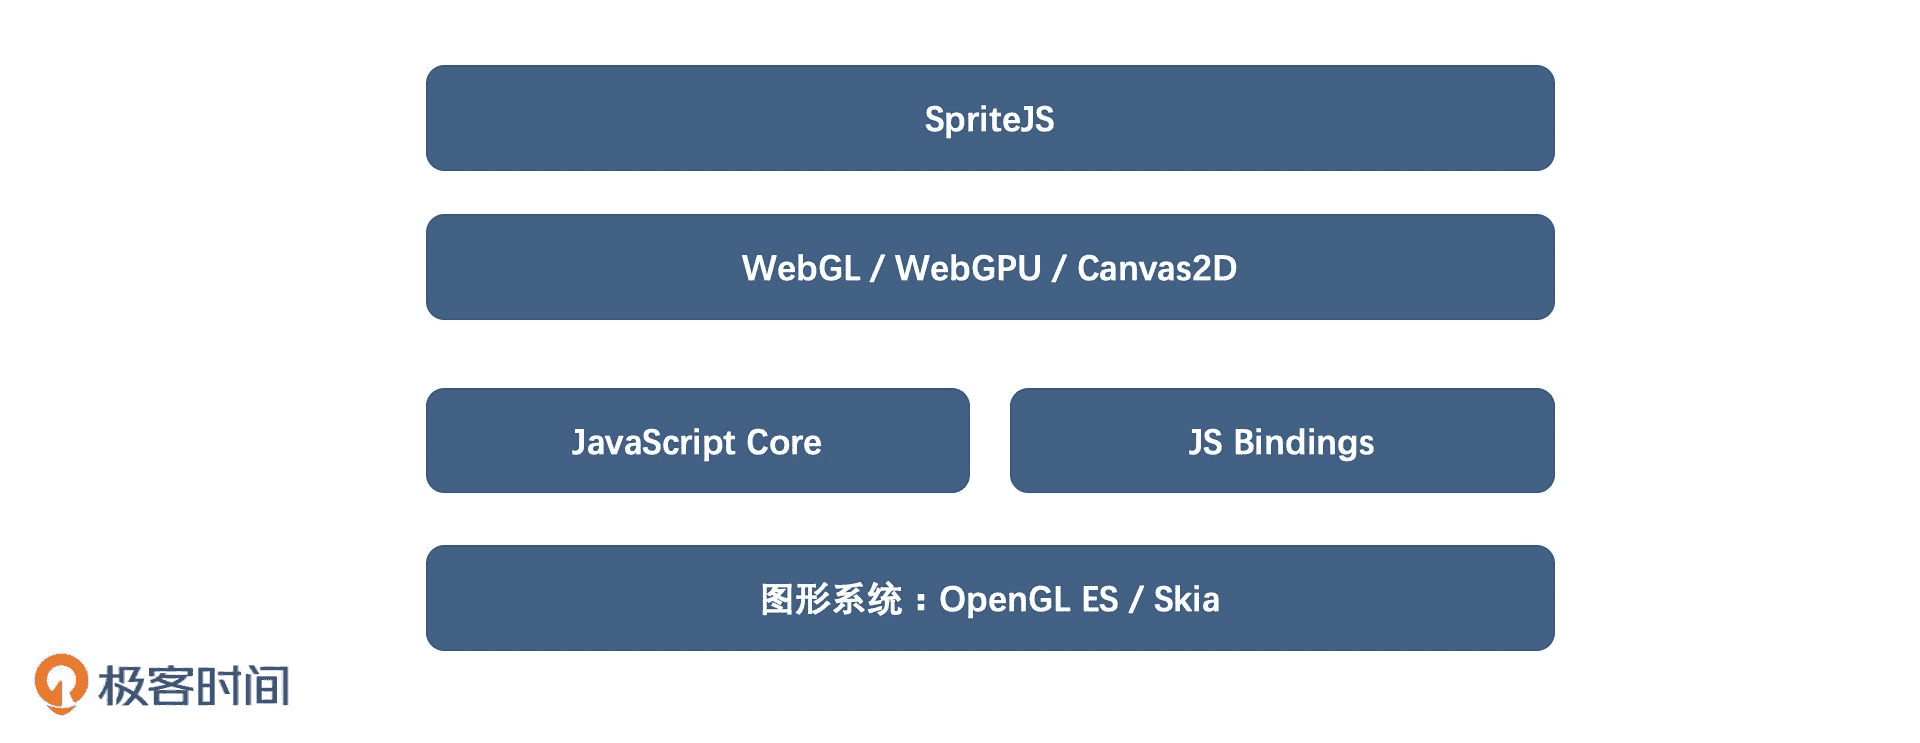 SpriteJS
WebGL / WebGPU / Canvas2D
JavaScript Core
JS Bindings
图形系统：OpenGL ES / Skia
极客时间